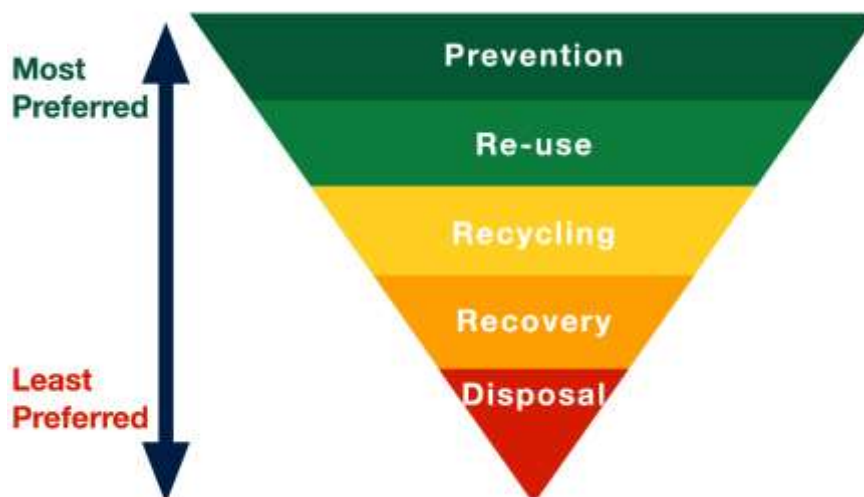 Most
Preferred
Prevention
Re-use
Recycling
Recovery
Least
Preferred
Disposal